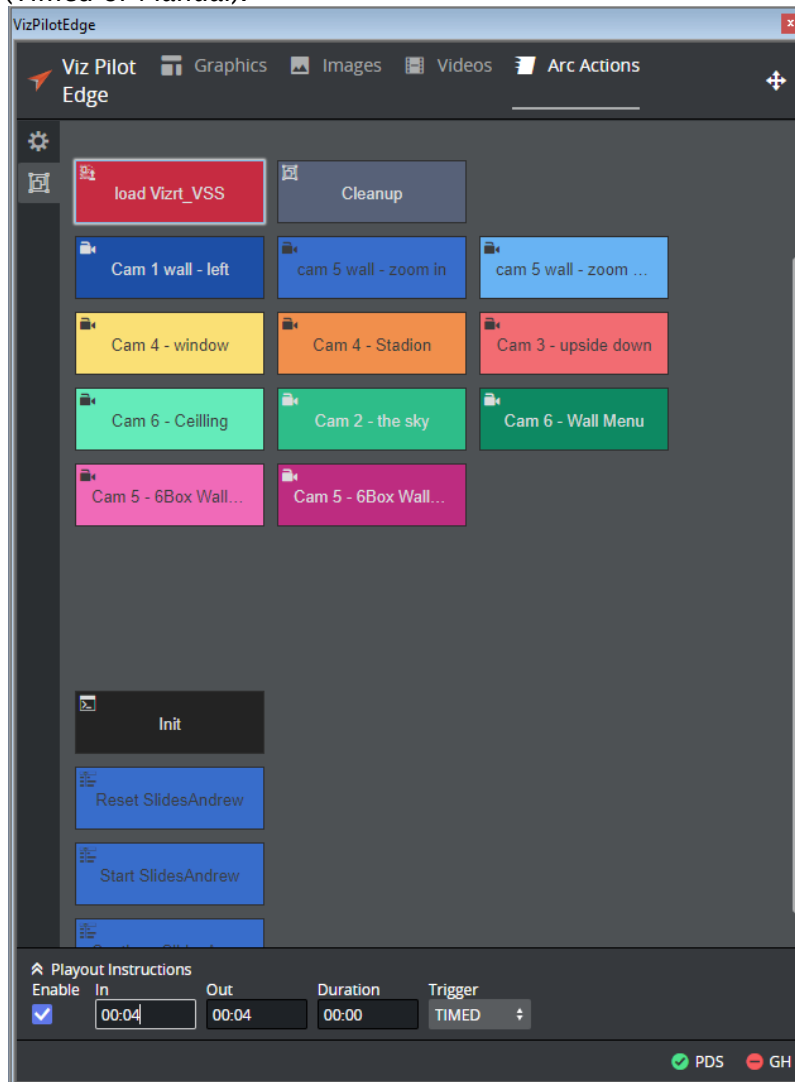 (Timed or Manual).
VizPilotEdge
x
Viz Pilot
Edge
Graphics
Images
Videos
Arc Actions
load Vizrt_VSS
Cleanup
Cam 1 wall - left
cam 5 wall - zoom in
cam 5 wall - zoom ...
Cam 4 - window
Cam 4 - Stadion
Cam 3 - upside down
Cam 6 - Ceilling
Cam 2 - the sky
Cam 6 - Wall Menu
Cam 5 - 6Box Wall...
Cam 5 - 6Box Wall...
Init
Reset SlidesAndrew
Start SlidesAndrew
Playout Instructions
Enable In Out Duration Trigger
00:04 00:04 00:00 TIMED
PDS GH